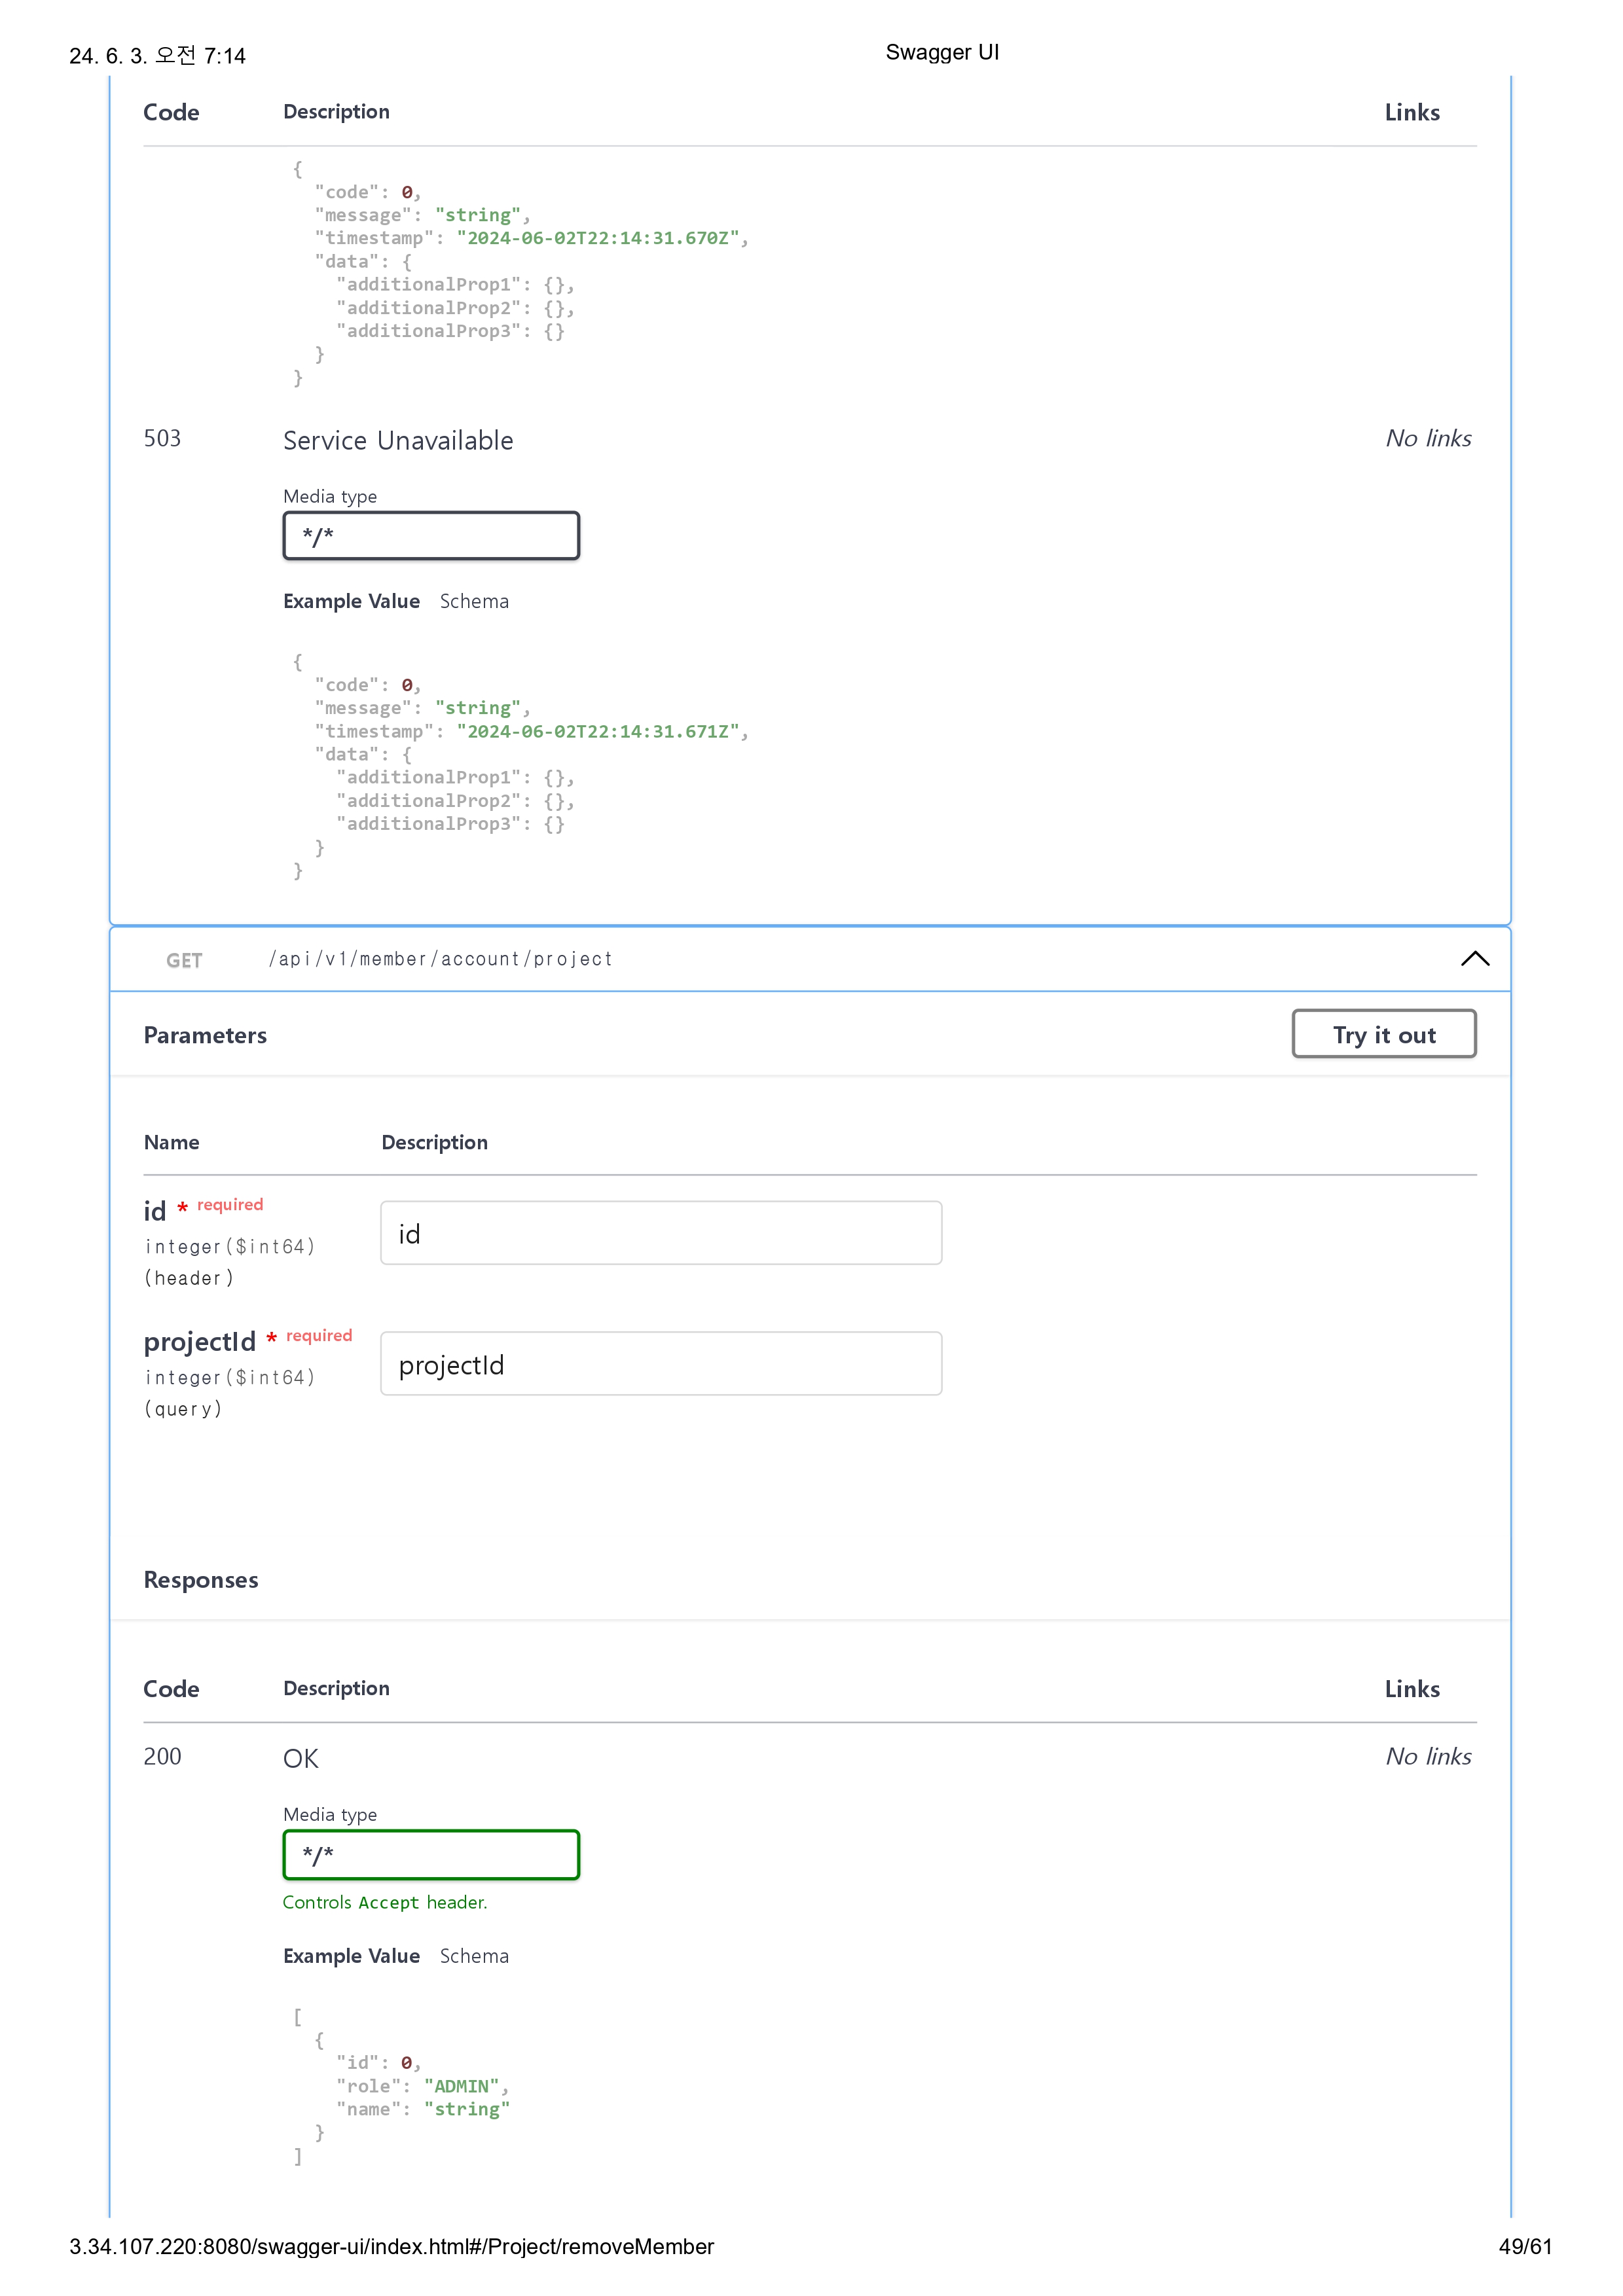 24. 6. 3. 오전 7:14 Swagger UI
Code Description Links
{
"code": 0,
"message": "string",
"timestamp": "2024-06-02T22:14:31.670Z",
"data": {
"additionalProp1": {},
"additionalProp2": {},
"additionalProp3": {}
}
}
503 Service Unavailable No links
Media type
*/*
Example Value Schema
{
"code": 0,
"message": "string",
"timestamp": "2024-06-02T22:14:31.671Z",
"data": {
"additionalProp1": {},
"additionalProp2": {},
"additionalProp3": {}
}
}
GET /api/v1/member/account/project
Parameters Try it out
Name Description
id * required
id
integer($int64)
(header)
projectId * required
projectId
integer($int64)
(query)
Responses
Code Description Links
200 OK No links
Media type
*/*
Controls Accept header.
Example Value Schema
[
{
"id": 0,
"role": "ADMIN",
"name": "string"
}
]
3.34.107.220:8080/swagger-ui/index.html#/Project/removeMember 49/61